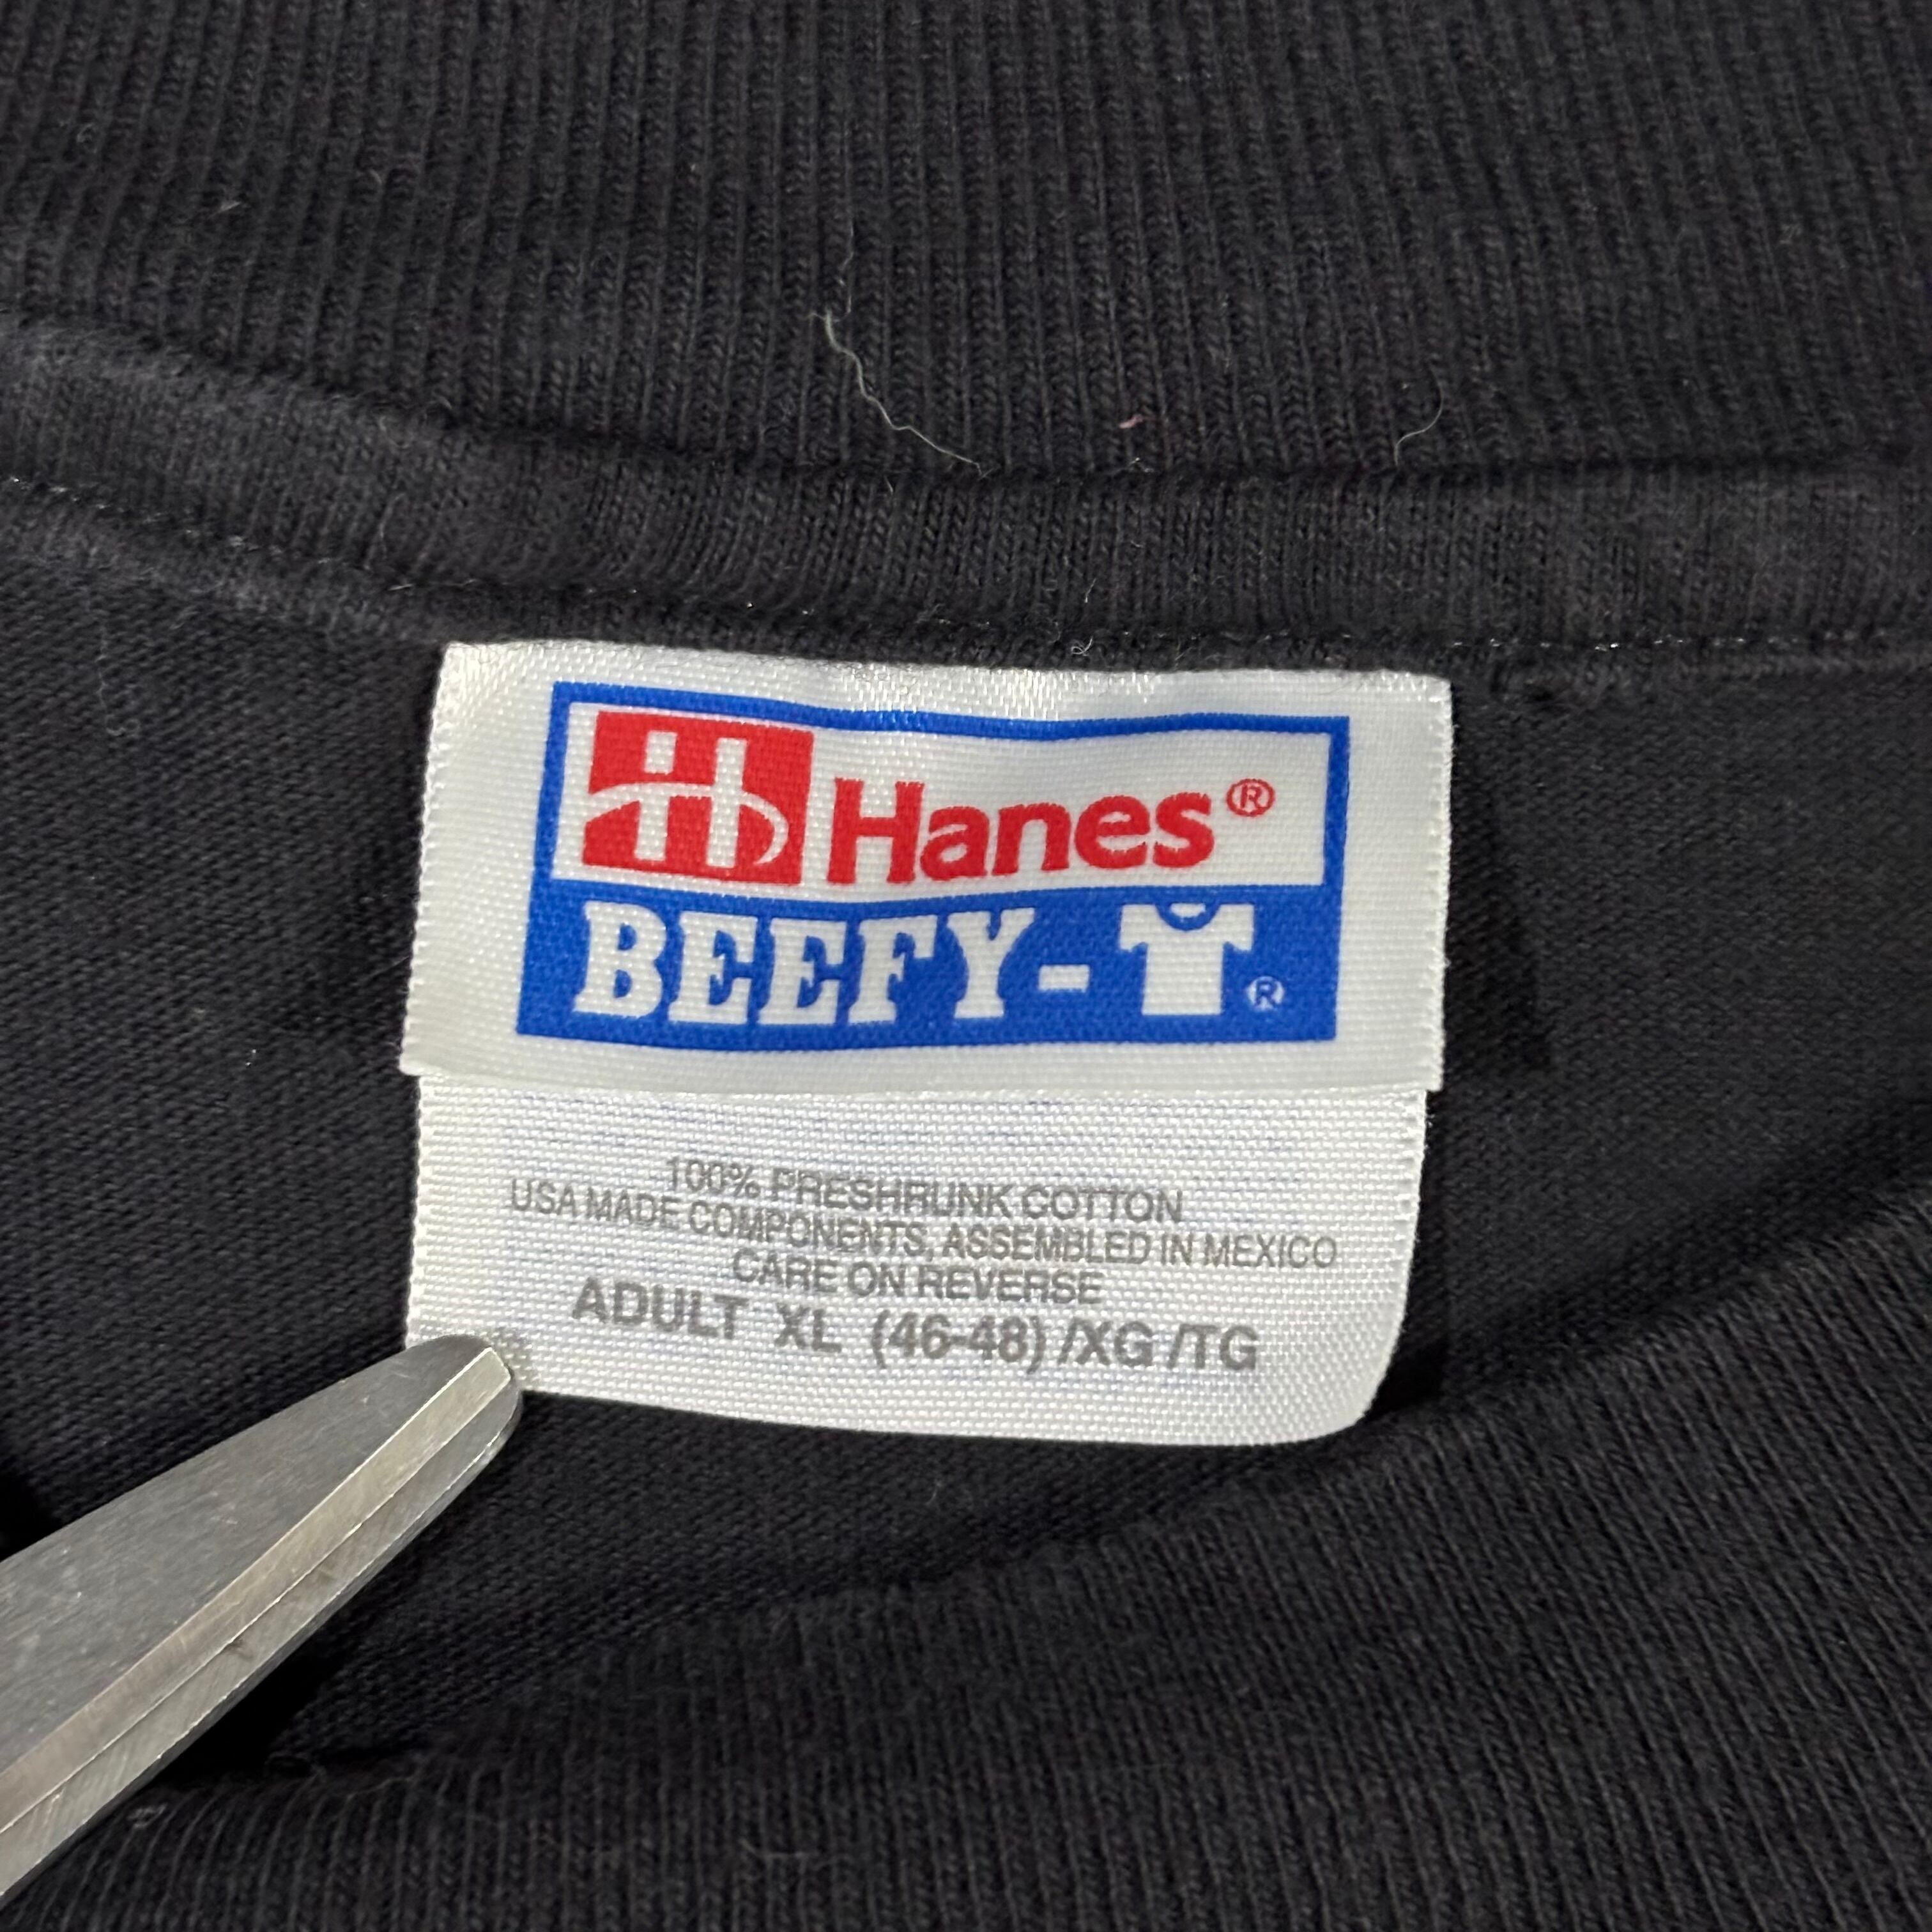 Hanes®
BEEFY-T®
100% PRESHRUNK COTTON
USA MADE COMPONENTS, ASSEMBLED IN MEXICO
CARE ON REVERSE
ADULT XL (46-48) /XG /TG